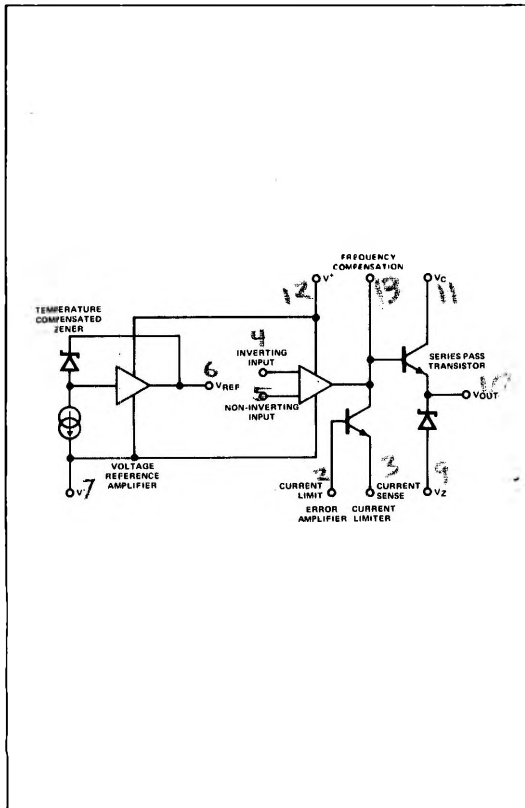 FREQUENCY
COMPENSATION
12 V+ 13 VC 11
TEMPERATURE
COMPENSATED
ZENER
4
INVERTING
INPUT
SERIES PASS
TRANSISTOR
6
VREF
5
NON-INVERTING
INPUT
VOUT 10
V- 7
VOLTAGE
REFERENCE
AMPLIFIER
2 3 9
CURRENT
LIMIT
CURRENT
SENSE
VZ
ERROR
AMPLIFIER
CURRENT
LIMITER